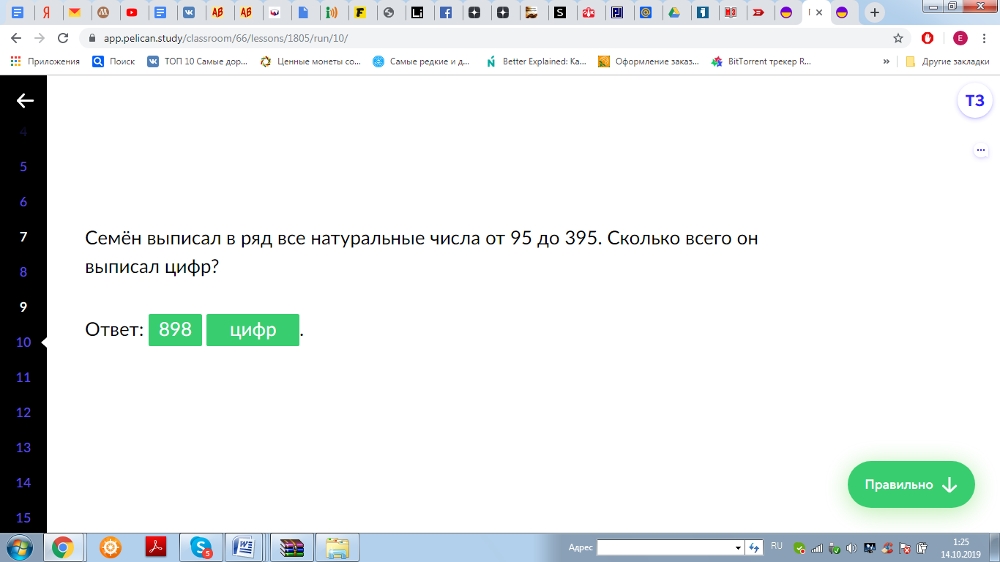 app.pelican.study/classroom/66/lessons/1805/run/10/
E
Приложения
Поиск
ТОП 10 Самые дор...
Ценные монеты со...
Самые редкие и д...
Better Explained: Ka...
Оформление заказ...
BitTorrent трекер R...
»
Другие закладки
ТЗ
4
5
6
7
8
9
10
11
12
13
14
15
Семён выписал в ряд все натуральные числа от 95 до 395. Сколько всего он
выписал цифр?
Ответ: 898 цифр.
Правильно
Адрес
RU
1:25
14.10.2019